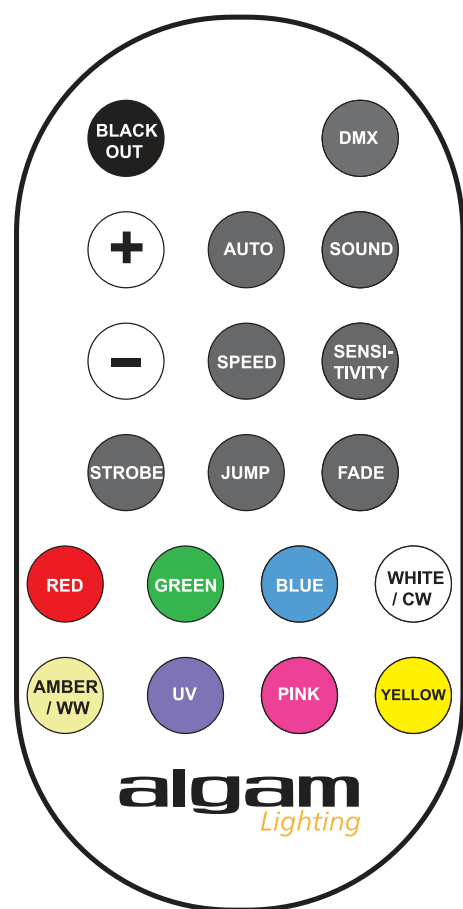 BLACK
OUT
DMX
+
AUTO
SOUND
-
SPEED
SENSI-
TIVITY
STROBE
JUMP
FADE
RED
GREEN
BLUE
WHITE
/ CW
AMBER
/ WW
UV
PINK
YELLOW
algam
Lighting